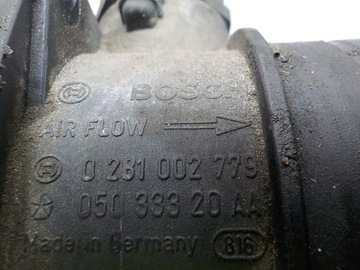 BOSCH
AIR FLOW
0 281 002 779
050 333 20 AA
Made in Germany 816